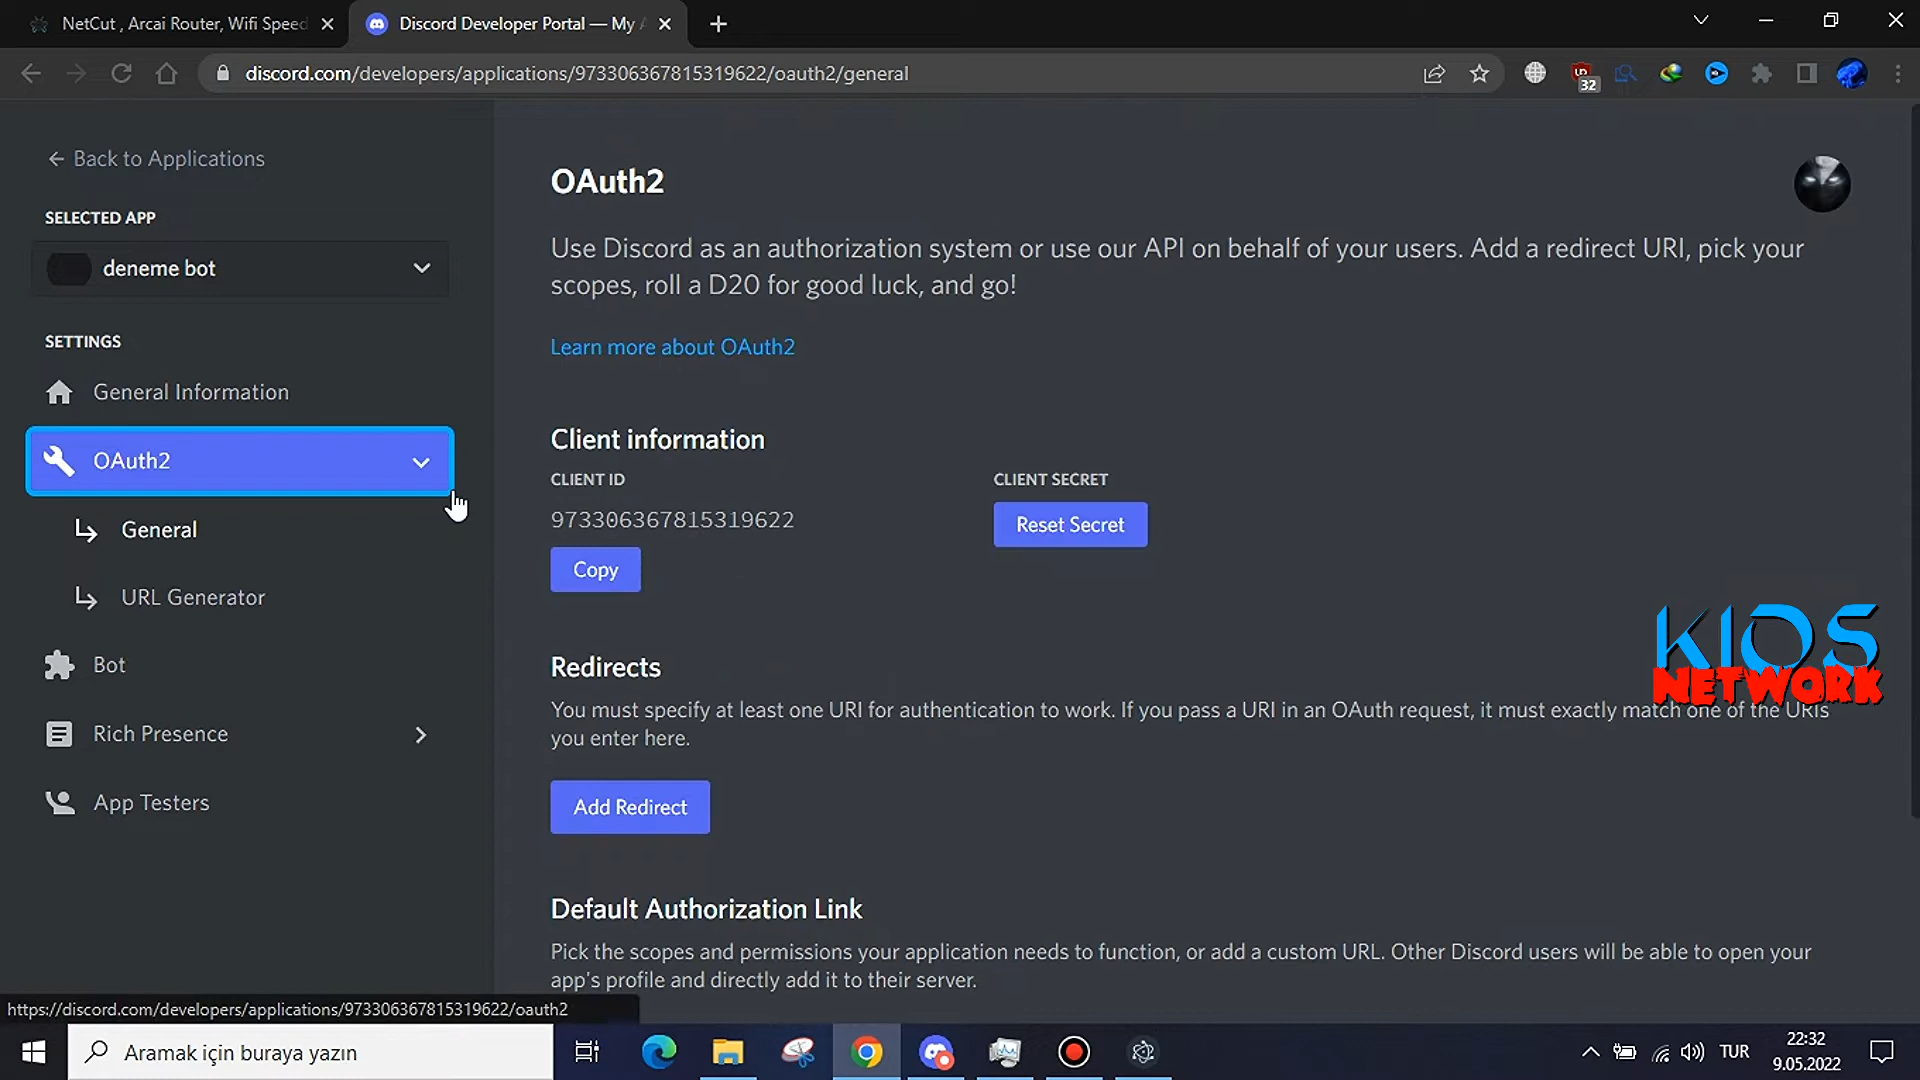 NetCut , Arcai Router, Wifi Speed
Discord Developer Portal — My A
discord.com/developers/applications/973306367815319622/oauth2/general
32
Back to Applications
SELECTED APP
deneme bot
SETTINGS
General Information
OAuth2
General
URL Generator
Bot
Rich Presence
App Testers
OAuth2
Use Discord as an authorization system or use our API on behalf of your users. Add a redirect URI, pick your
scopes, roll a D20 for good luck, and go!
Learn more about OAuth2
Client information
CLIENT ID
973306367815319622
Copy
CLIENT SECRET
Reset Secret
Redirects
You must specify at least one URI for authentication to work. If you pass a URI in an OAuth request, it must exactly match one of the URIs
you enter here.
Add Redirect
Default Authorization Link
Pick the scopes and permissions your application needs to function, or add a custom URL. Other Discord users will be able to open your
app's profile and directly add it to their server.
KIOS
NETWORK
https://discord.com/developers/applications/973306367815319622/oauth2
Aramak için buraya yazın
TUR
22:32
9.05.2022